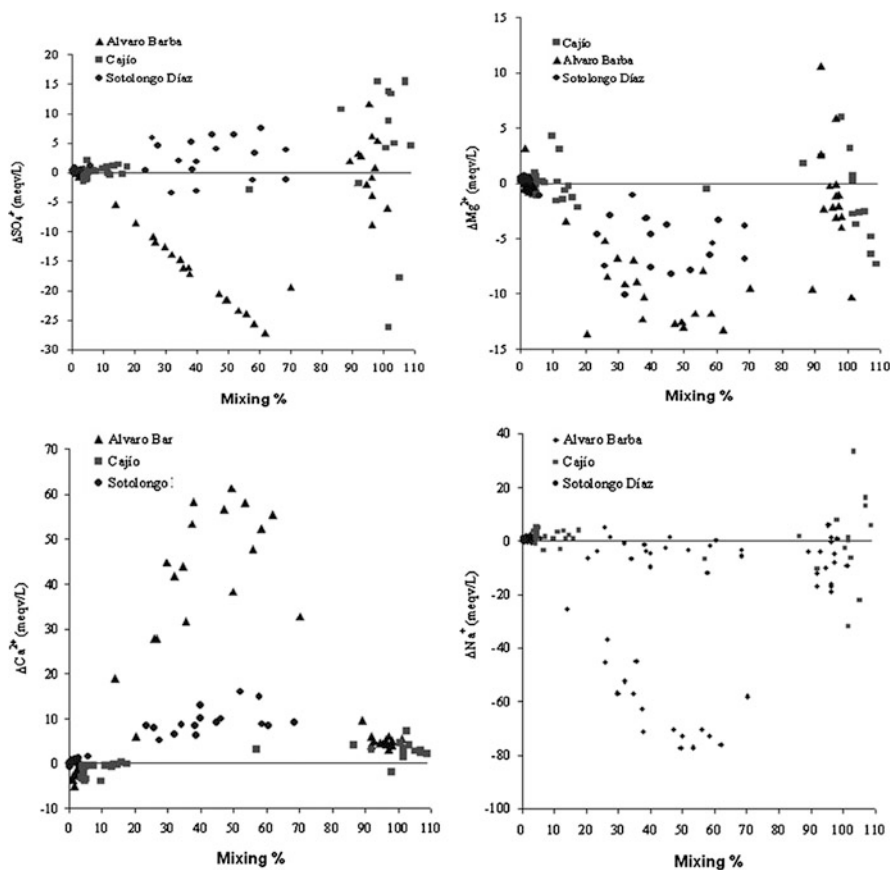 ▲ Alvaro Barba
■ Cajío
● Sotolongo Díaz
ΔSO₄⁼ (meqv/L)
20
15
10
5
0
-5
-10
-15
-20
-25
-30
0 10 20 30 40 50 60 70 80 90 100 110
Mixing %
■ Cajío
▲ Alvaro Barba
● Sotolongo Díaz
ΔMg²⁺ (meqv/L)
15
10
5
0
-5
-10
-15
0 10 20 30 40 50 60 70 80 90 100 110
Mixing %
▲ Alvaro Bar
■ Cajío
● Sotolongo
ΔCa²⁺ (meqv/L)
70
60
50
40
30
20
10
0
-10
0 10 20 30 40 50 60 70 80 90 100 110
Mixing %
Alvaro Barba
Cajío
Sotolongo Díaz
ΔNa⁺ (meqv/L)
40
20
0
-20
-40
-60
-80
-100
0 10 20 30 40 50 60 70 80 90 100 110
Mixing %